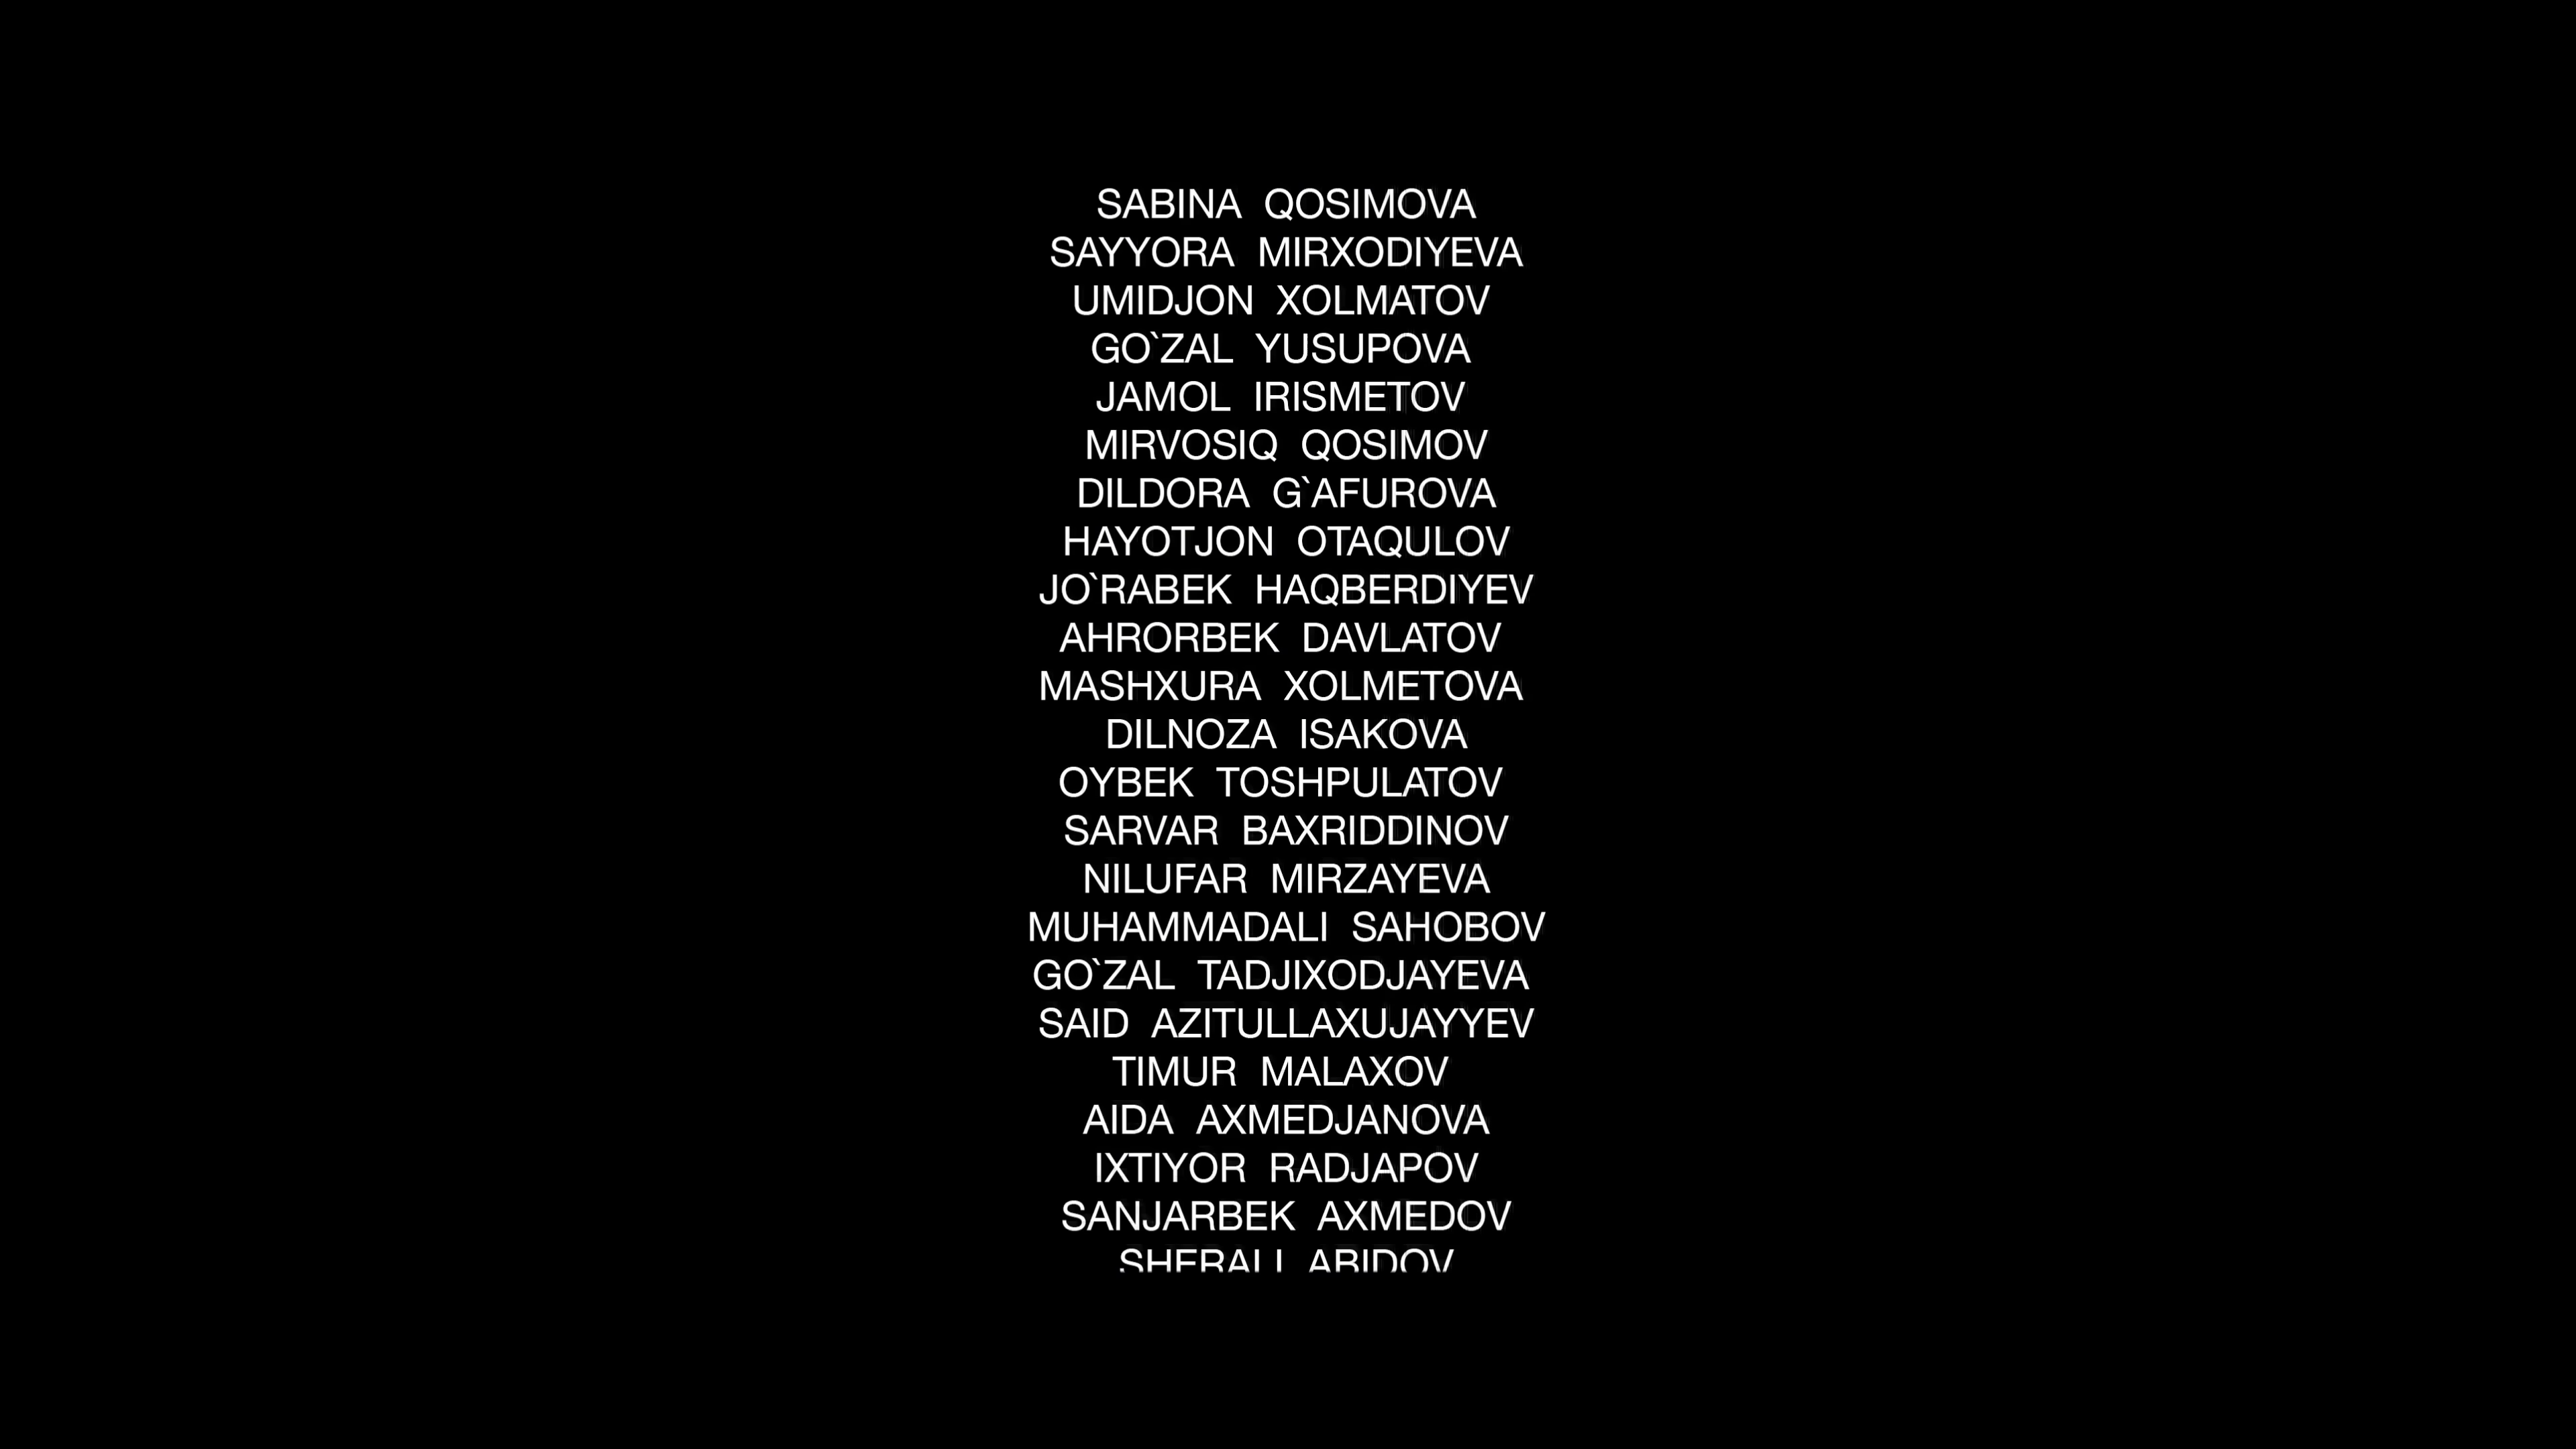 SABINA QOSIMOVA
SAYYORA MIRXODIYEVA
UMIDJON XOLMATOV
GO`ZAL YUSUPOVA
JAMOL IRISMETOV
MIRVOSIQ QOSIMOV
DILDORA G`AFUROVA
HAYOTJON OTAQULOV
JO`RABEK HAQBERDIYEV
AHRORBEK DAVLATOV
MASHXURA XOLMETOVA
DILNOZA ISAKOVA
OYBEK TOSHPULATOV
SARVAR BAXRIDDINOV
NILUFAR MIRZAYEVA
MUHAMMADALI SAHOBOV
GO`ZAL TADJIXODJAYEVA
SAID AZITULLAXUJAYYEV
TIMUR MALAXOV
AIDA AXMEDJANOVA
IXTIYOR RADJAPOV
SANJARBEK AXMEDOV
SHERALI ABIDOV